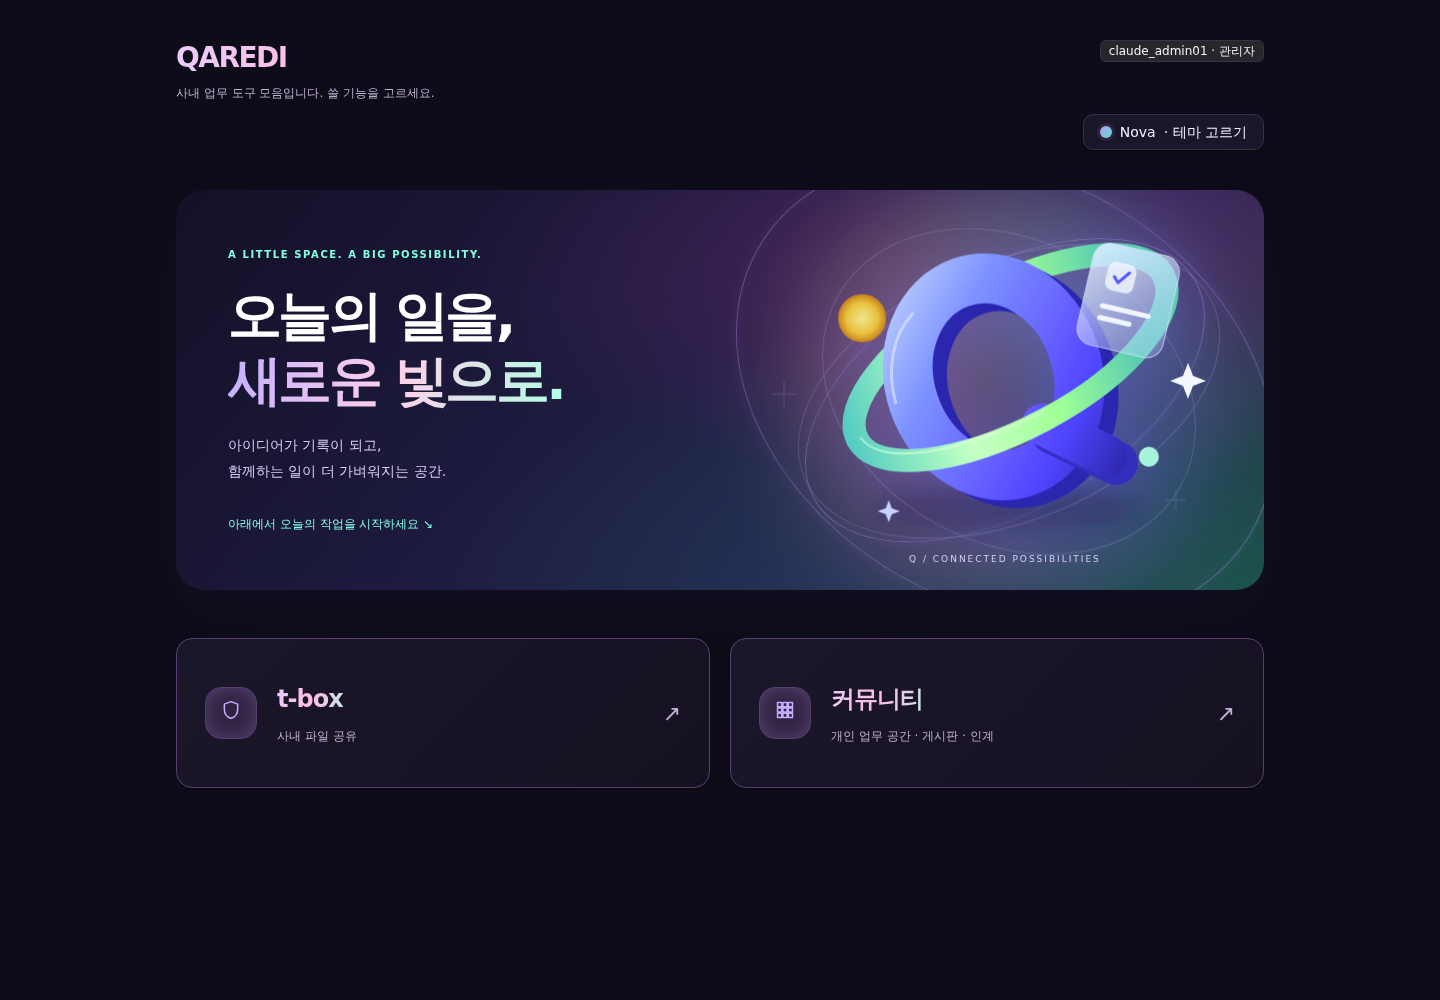 QAREDI
claude_admin01 · 관리자
사내 업무 도구 모음입니다. 쓸 기능을 고르세요.
Nova · 테마 고르기
A LITTLE SPACE. A BIG POSSIBILITY.
오늘의 일을,
새로운 빛으로.
아이디어가 기록이 되고,
함께하는 일이 더 가벼워지는 공간.
아래에서 오늘의 작업을 시작하세요 ↘
Q / CONNECTED POSSIBILITIES
t-box
사내 파일 공유
↗
커뮤니티
개인 업무 공간 · 게시판 · 인계
↗